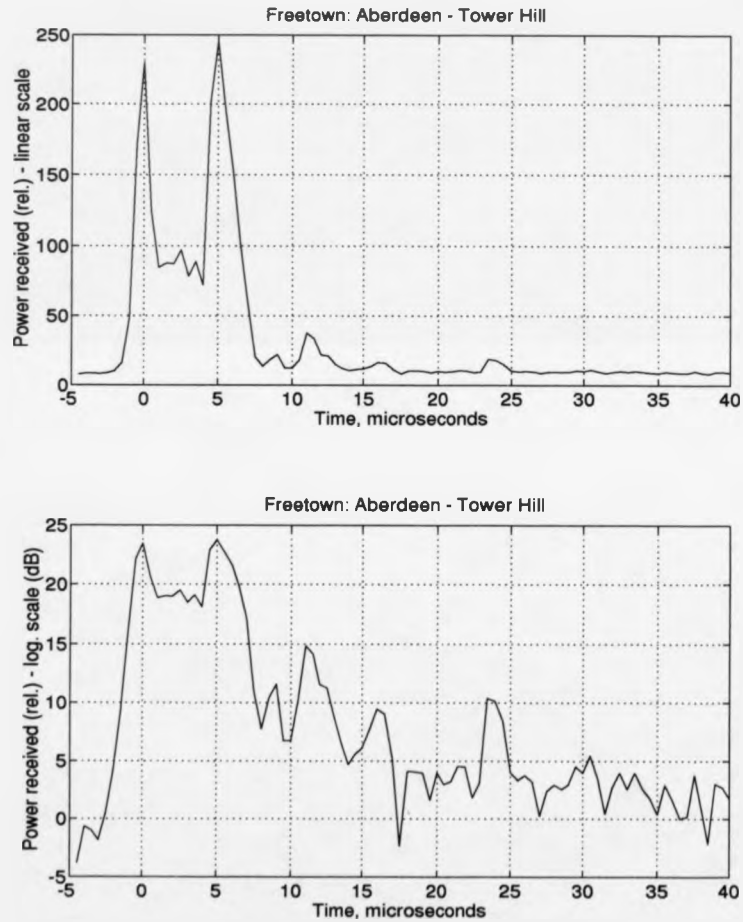 Freetown: Aberdeen - Tower Hill
Power received (rel.) - linear scale
250
200
150
100
50
0
-5 0 5 10 15 20 25 30 35 40
Time, microseconds
Freetown: Aberdeen - Tower Hill
Power received (rel.) - log. scale (dB)
25
20
15
10
5
0
-5
-5 0 5 10 15 20 25 30 35 40
Time, microseconds